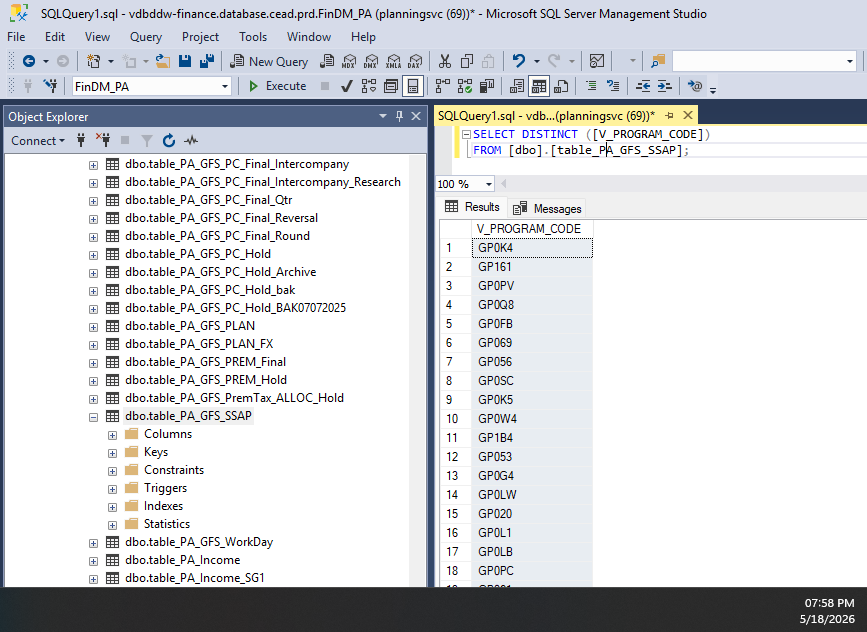 SQLQuery1.sql - vdbddw-finance.database.cead.prd.FinDM_PA (planningsvc (69))* - Microsoft SQL Server Management Studio
File Edit View Query Project Tools Window Help
New Query MDX DMX XMLA DAX
FinDM_PA Execute
Object Explorer
Connect
dbo.table_PA_GFS_PC_Final_Intercompany
dbo.table_PA_GFS_PC_Final_Intercompany_Research
dbo.table_PA_GFS_PC_Final_Qtr
dbo.table_PA_GFS_PC_Final_Reversal
dbo.table_PA_GFS_PC_Final_Round
dbo.table_PA_GFS_PC_Hold
dbo.table_PA_GFS_PC_Hold_Archive
dbo.table_PA_GFS_PC_Hold_bak
dbo.table_PA_GFS_PC_Hold_BAK07072025
dbo.table_PA_GFS_PLAN
dbo.table_PA_GFS_PLAN_FX
dbo.table_PA_GFS_PREM_Final
dbo.table_PA_GFS_PREM_Hold
dbo.table_PA_GFS_PremTax_ALLOC_Hold
dbo.table_PA_GFS_SSAP
Columns
Keys
Constraints
Triggers
Indexes
Statistics
dbo.table_PA_GFS_WorkDay
dbo.table_PA_Income
dbo.table_PA_Income_SG1
SQLQuery1.sql - vdb...(planningsvc (69))*
SELECT DISTINCT ([V_PROGRAM_CODE])
FROM [dbo].[table_PA_GFS_SSAP];
100 %
Results Messages
V_PROGRAM_CODE
1 GP0K4
2 GP161
3 GP0PV
4 GP0Q8
5 GP0FB
6 GP069
7 GP056
8 GP0SC
9 GP0K5
10 GP0W4
11 GP1B4
12 GP053
13 GP0G4
14 GP0LW
15 GP020
16 GP0L1
17 GP0LB
18 GP0PC
07:58 PM
5/18/2026